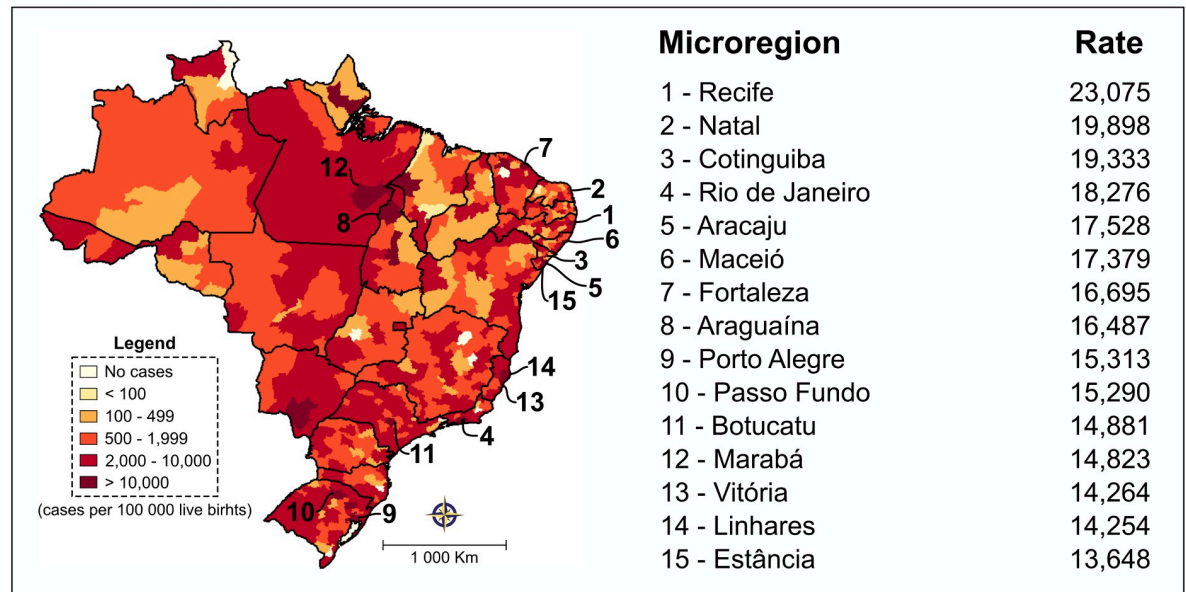 12
8
7
2
1
6
3
5
15
14
13
4
11
10
9
Legend
No cases
< 100
100 - 499
500 - 1,999
2,000 - 10,000
> 10,000
(cases per 100 000 live birhts)
1 000 Km
Microregion Rate
1 - Recife 23,075
2 - Natal 19,898
3 - Cotinguiba 19,333
4 - Rio de Janeiro 18,276
5 - Aracaju 17,528
6 - Maceió 17,379
7 - Fortaleza 16,695
8 - Araguaína 16,487
9 - Porto Alegre 15,313
10 - Passo Fundo 15,290
11 - Botucatu 14,881
12 - Marabá 14,823
13 - Vitória 14,264
14 - Linhares 14,254
15 - Estância 13,648